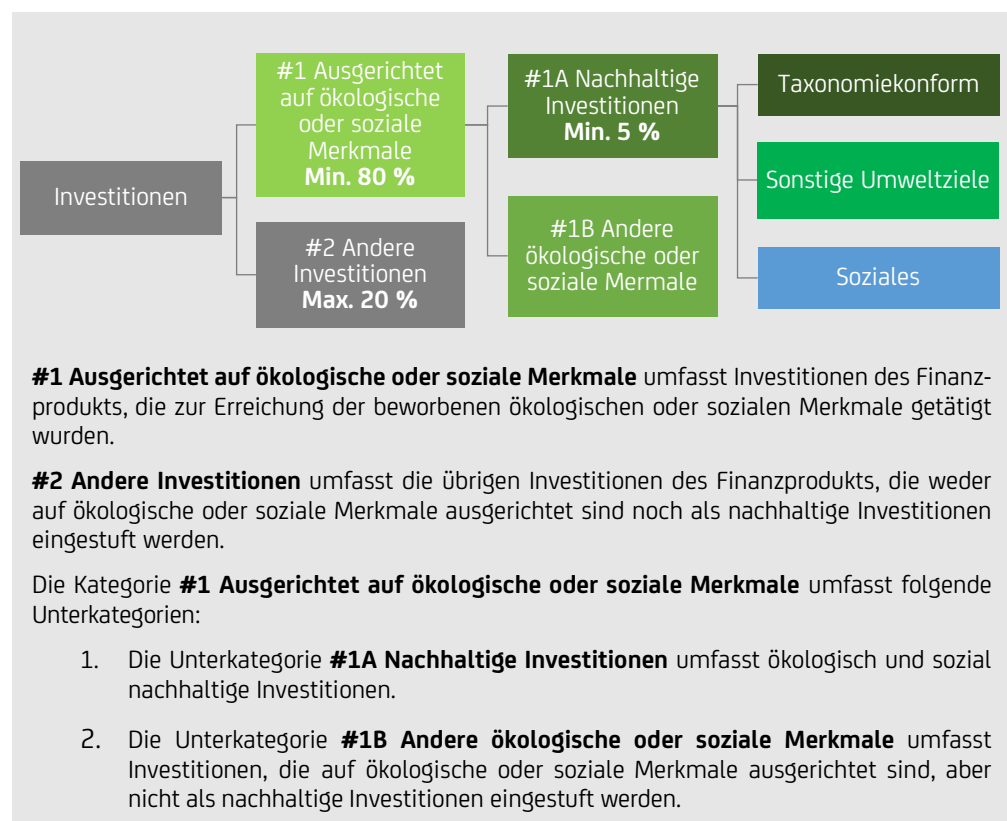 Investitionen
#1 Ausgerichtet
auf ökologische
oder soziale
Merkmale
Min. 80 %
#2 Andere
Investitionen
Max. 20 %
#1A Nachhaltige
Investitionen
Min. 5 %
#1B Andere
ökologische oder
soziale Mermale
Taxonomiekonform
Sonstige Umweltziele
Soziales
#1 Ausgerichtet auf ökologische oder soziale Merkmale umfasst Investitionen des Finanz-
produkts, die zur Erreichung der beworbenen ökologischen oder sozialen Merkmale getätigt
wurden.
#2 Andere Investitionen umfasst die übrigen Investitionen des Finanzprodukts, die weder
auf ökologische oder soziale Merkmale ausgerichtet sind noch als nachhaltige Investitionen
eingestuft werden.
Die Kategorie #1 Ausgerichtet auf ökologische oder soziale Merkmale umfasst folgende
Unterkategorien:
1. Die Unterkategorie #1A Nachhaltige Investitionen umfasst ökologisch und sozial
nachhaltige Investitionen.
2. Die Unterkategorie #1B Andere ökologische oder soziale Merkmale umfasst
Investitionen, die auf ökologische oder soziale Merkmale ausgerichtet sind, aber
nicht als nachhaltige Investitionen eingestuft werden.